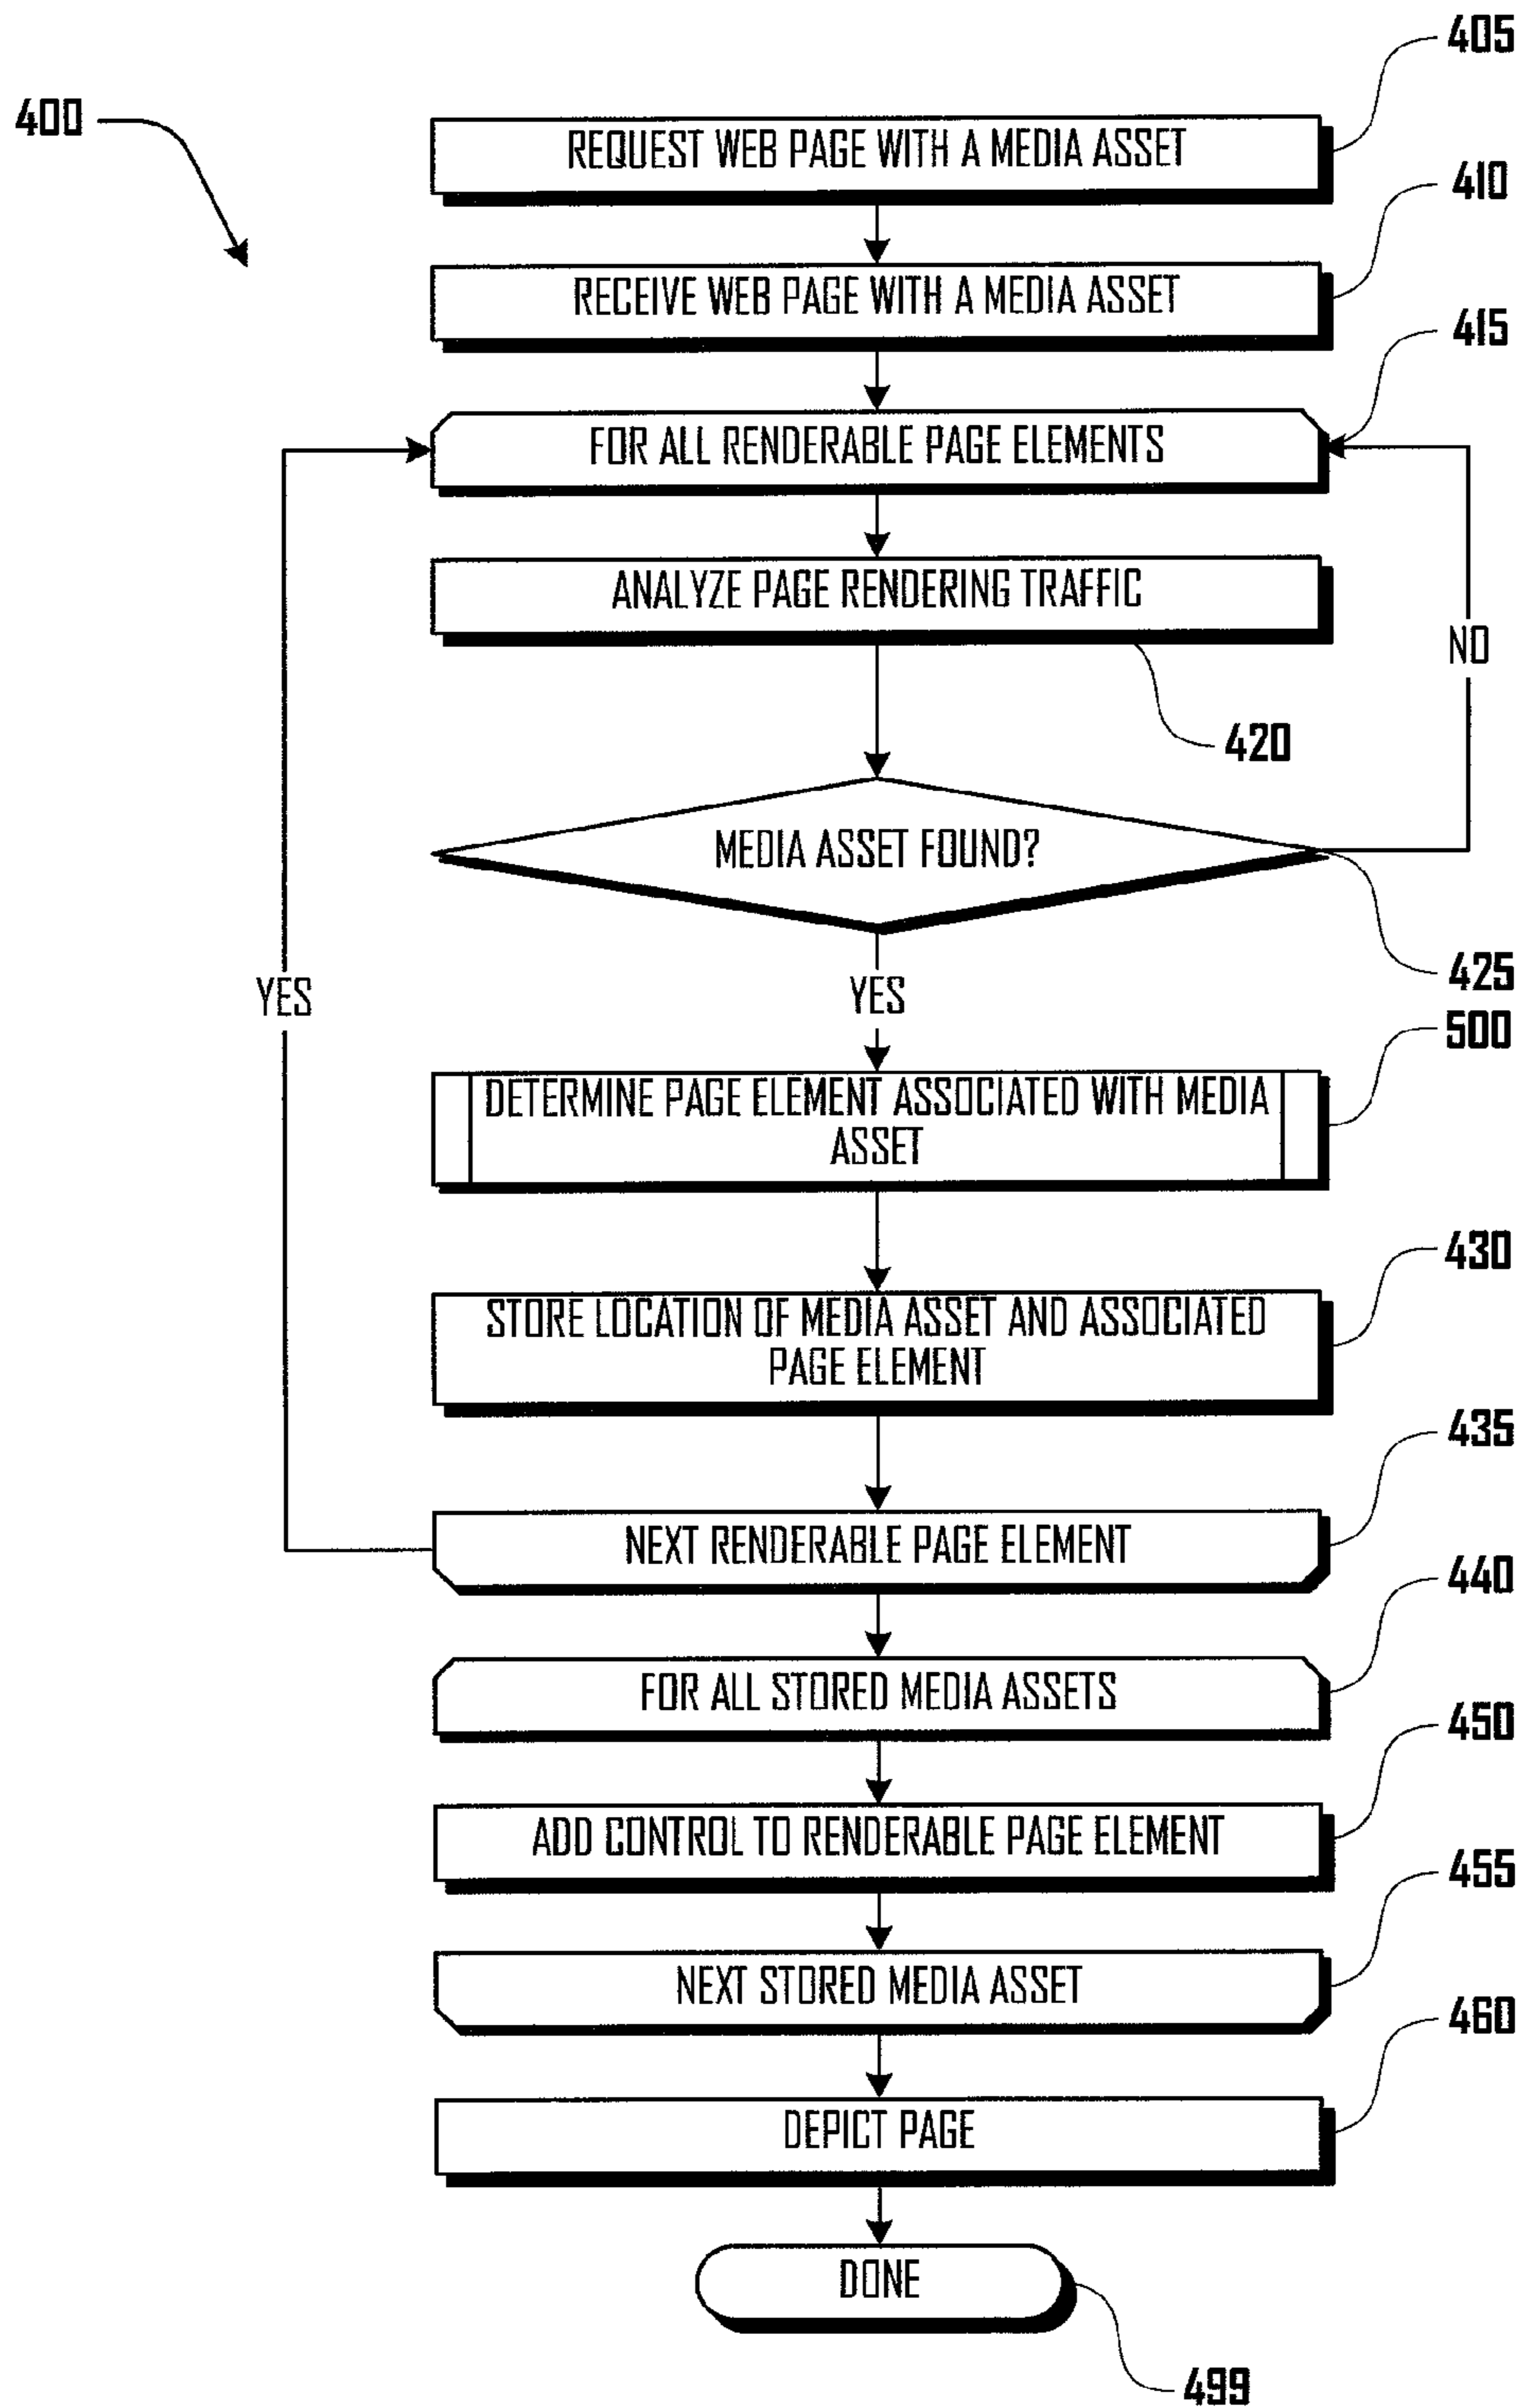 405
400
REQUEST WEB PAGE WITH A MEDIA ASSET
410
RECEIVE WEB PAGE WITH A MEDIA ASSET
415
FOR ALL RENDERABLE PAGE ELEMENTS
ANALYZE PAGE RENDERING TRAFFIC
NO
420
MEDIA ASSET FOUND?
425
YES
YES
500
DETERMINE PAGE ELEMENT ASSOCIATED WITH MEDIA
ASSET
430
STORE LOCATION OF MEDIA ASSET AND ASSOCIATED
PAGE ELEMENT
435
NEXT RENDERABLE PAGE ELEMENT
440
FOR ALL STORED MEDIA ASSETS
450
ADD CONTROL TO RENDERABLE PAGE ELEMENT
455
NEXT STORED MEDIA ASSET
460
DEPICT PAGE
DONE
499